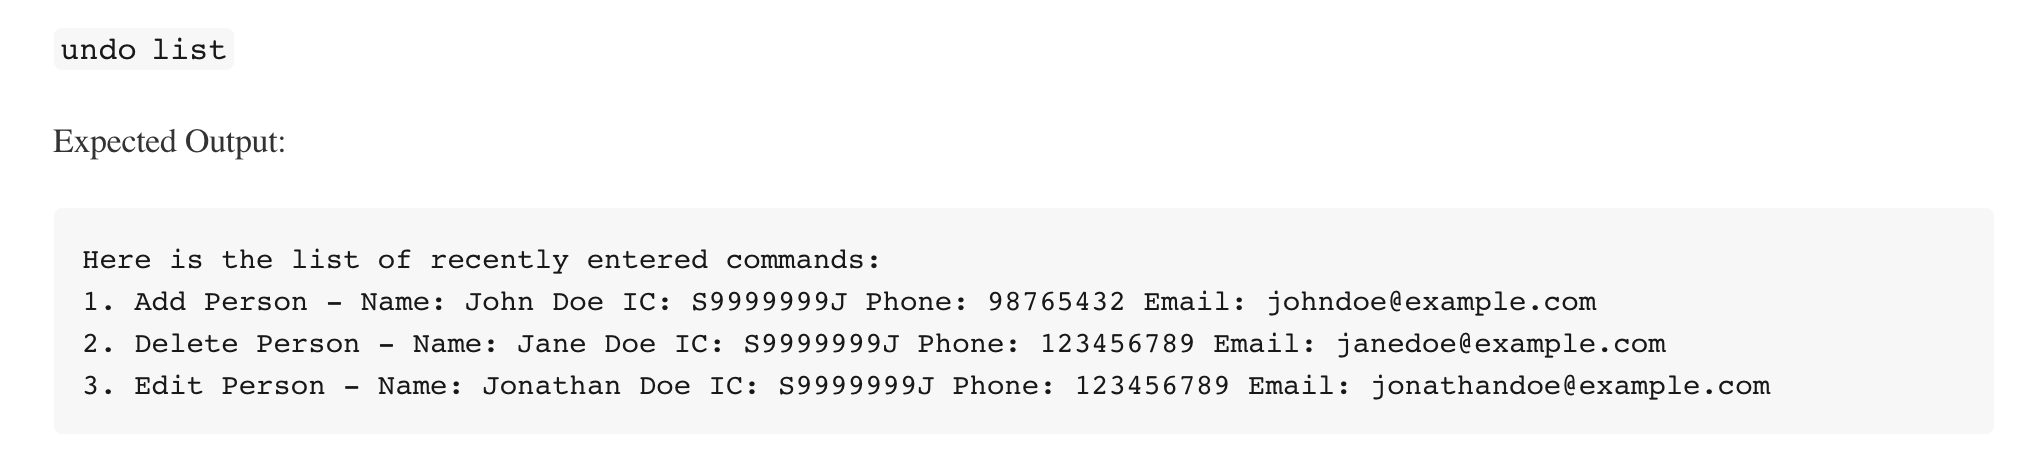 undo list
Expected Output:
Here is the list of recently entered commands:
1. Add Person - Name: John Doe IC: S9999999J Phone: 98765432 Email: johndoe@example.com
2. Delete Person - Name: Jane Doe IC: S9999999J Phone: 123456789 Email: janedoe@example.com
3. Edit Person - Name: Jonathan Doe IC: S9999999J Phone: 123456789 Email: jonathandoe@example.com